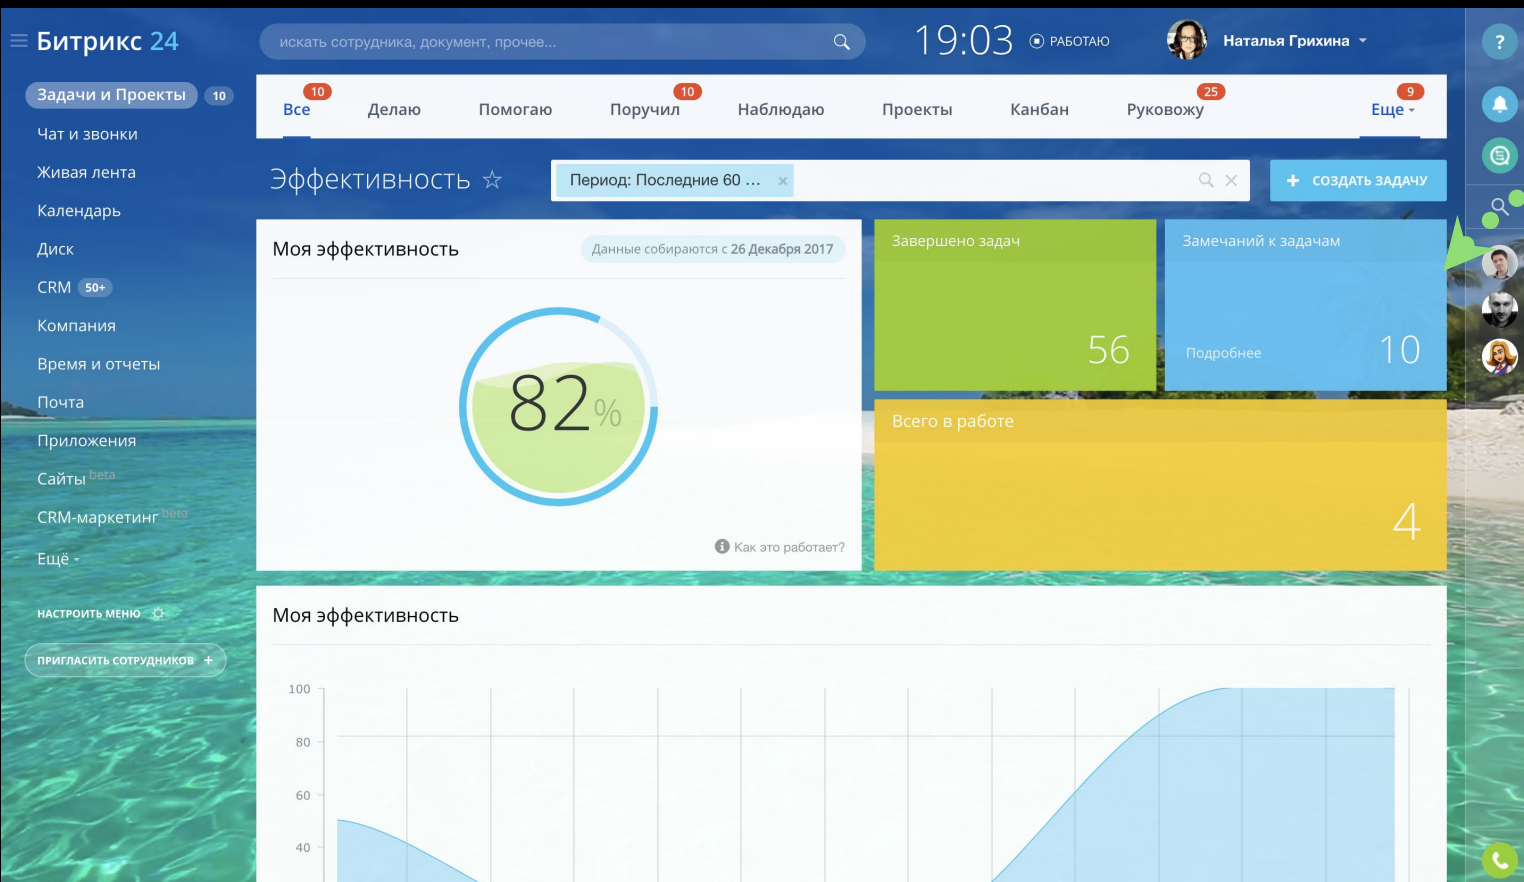 Битрикс 24
искать сотрудника, документ, прочее...
19:03 РАБОТАЮ
Наталья Грихина
?
Задачи и Проекты 10
Чат и звонки
Живая лента
Календарь
Диск
CRM 50+
Компания
Время и отчеты
Почта
Приложения
Сайты beta
CRM-маркетинг beta
Ещё
НАСТРОИТЬ МЕНЮ
ПРИГЛАСИТЬ СОТРУДНИКОВ +
Все 10
Делаю
Помогаю
Поручил 10
Наблюдаю
Проекты
Канбан
Руковожу 25
Еще 9
Эффективность
Период: Последние 60 ...
+ СОЗДАТЬ ЗАДАЧУ
Моя эффективность
Данные собираются с 26 Декабря 2017
82%
Как это работает?
Завершено задач
56
Замечаний к задачам
Подробнее
10
Всего в работе
4
Моя эффективность
100
80
60
40